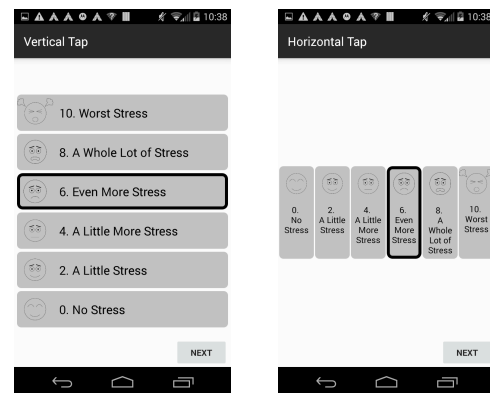 10:38
Vertical Tap
10. Worst Stress
8. A Whole Lot of Stress
6. Even More Stress
4. A Little More Stress
2. A Little Stress
0. No Stress
NEXT
10:38
Horizontal Tap
0.
No
Stress
2.
A Little
Stress
4.
A Little
More
Stress
6.
Even
More
Stress
8.
A
Whole
Lot of
Stress
10.
Worst
Stress
NEXT